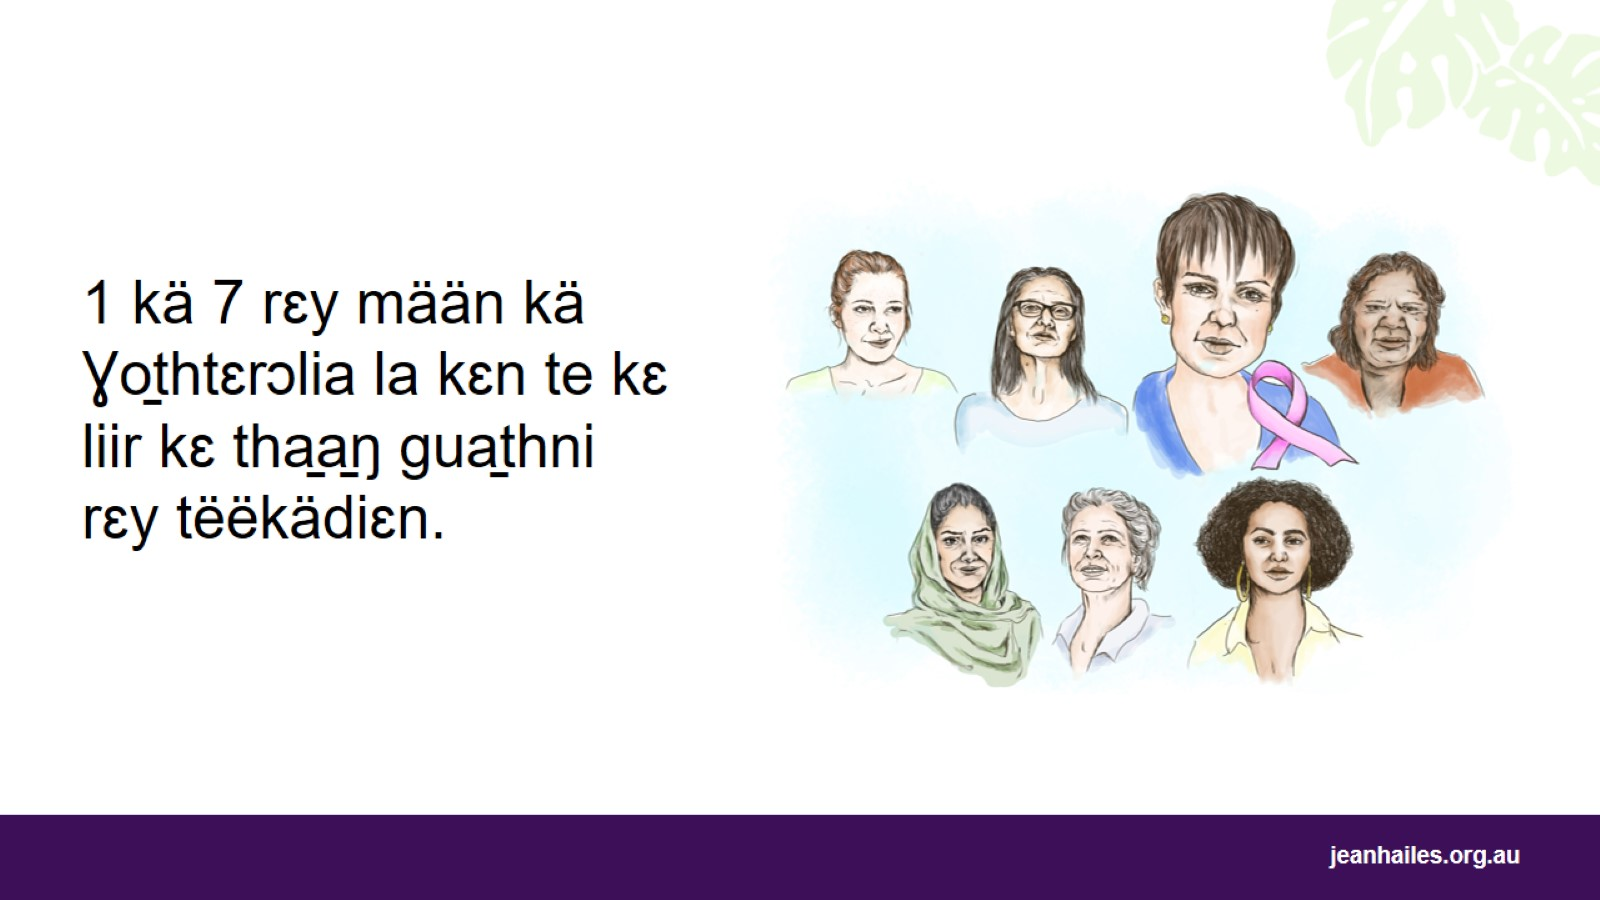 1 kä 7 rɛy mään kä
Ɣo̱thtɛrɔlia la kɛn te kɛ
liir kɛ tha̱a̱ŋ gua̱thni
rɛy tëëkädiɛn.
jeanhailes.org.au